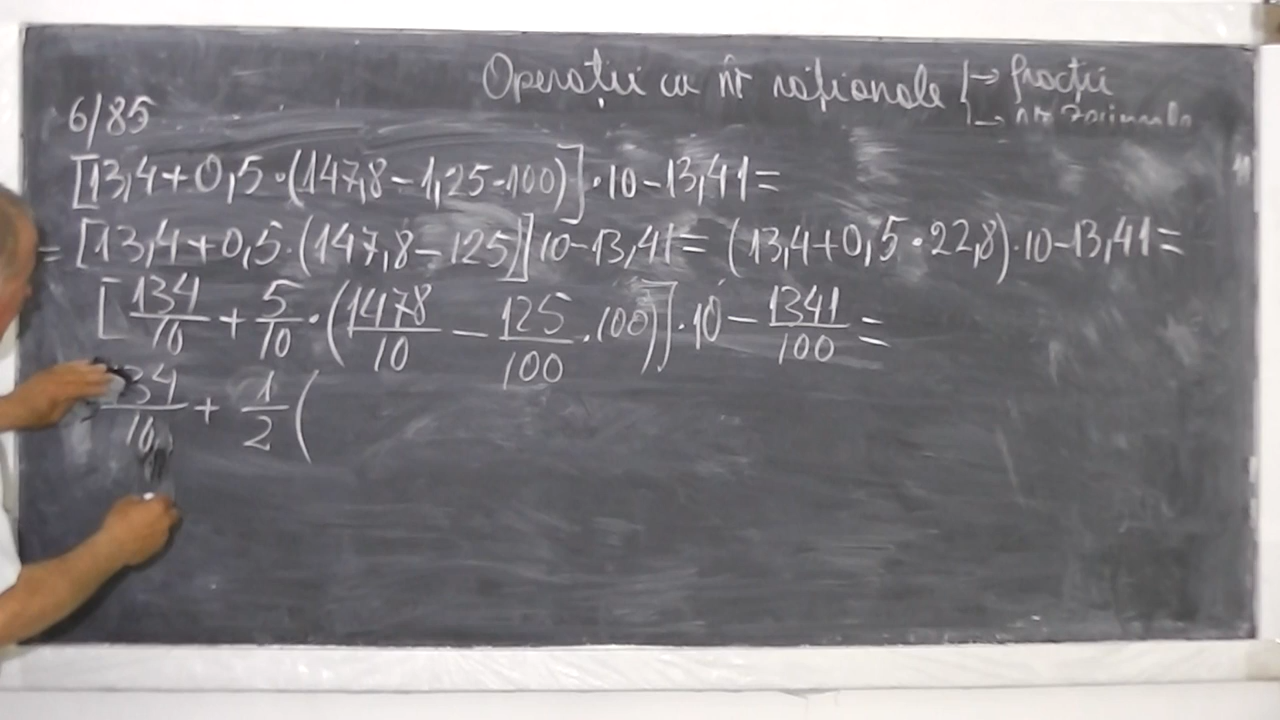 Operații cu nr raționale { → fracții
→ nr zecimale
6/85
[13,4+0,5·(147,8-1,25·100)]·10-13,41=
=[13,4+0,5·(147,8-125)]10-13,41=(13,4+0,5·22,8)·10-13,41=
[134/10+5/10·(1478/10-125/100·100)]·10-1341/100=
34/10+1/2(